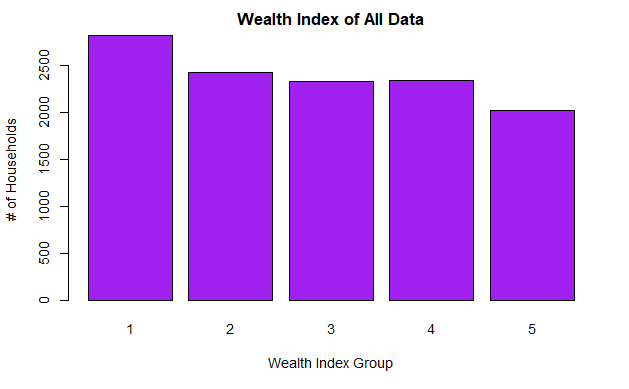 Wealth Index of All Data
# of Households
2500
2000
1500
1000
500
0
1 2 3 4 5
Wealth Index Group